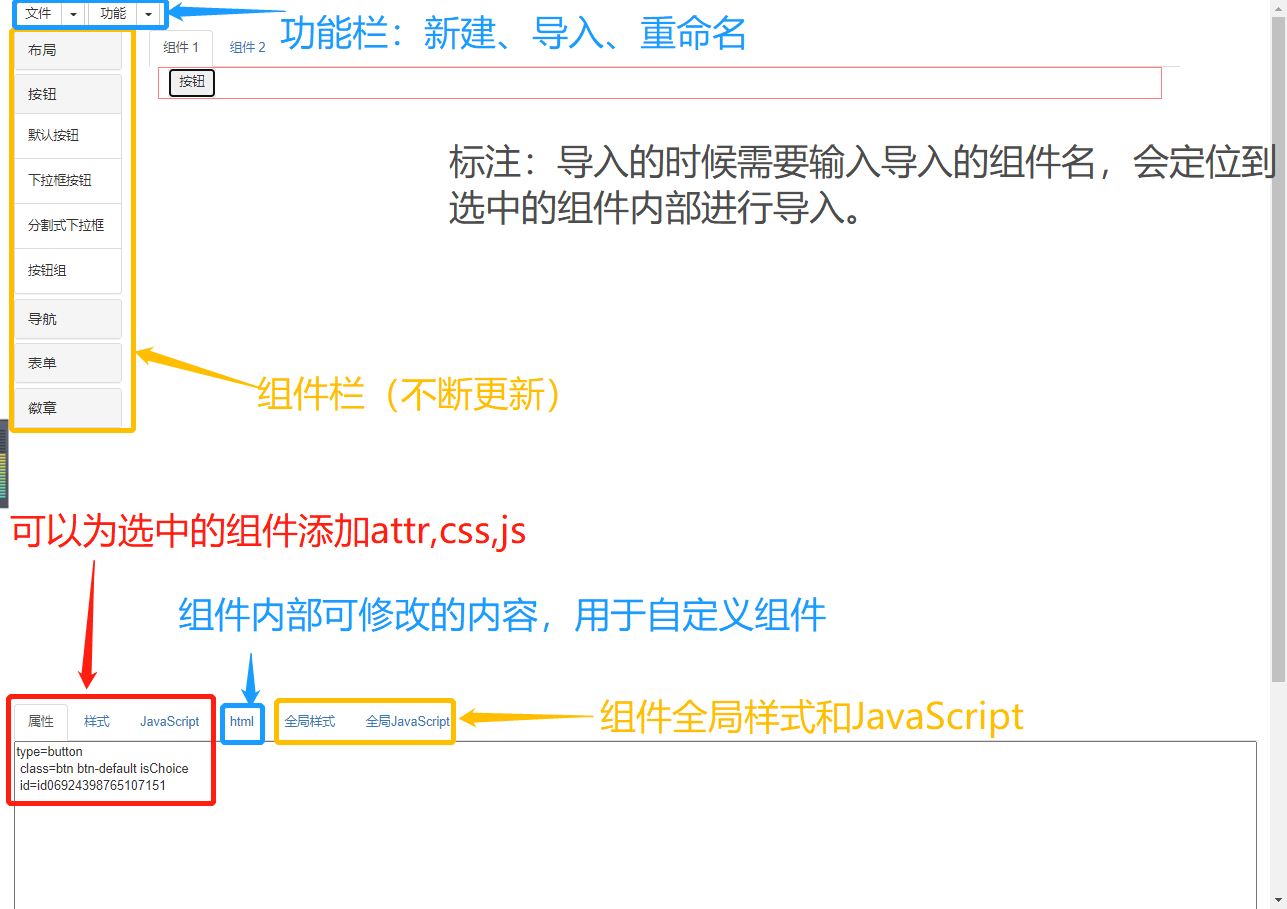 文件 功能
功能栏：新建、导入、重命名
布局
组件 1 组件 2
按钮
按钮
默认按钮
下拉框按钮
分割式下拉框
按钮组
导航
表单
徽章
标注：导入的时候需要输入导入的组件名，会定位到
选中的组件内部进行导入。
组件栏（不断更新）
可以为选中的组件添加attr,css,js
组件内部可修改的内容，用于自定义组件
组件全局样式和JavaScript
属性 样式 JavaScript html 全局样式 全局JavaScript
type=button
class=btn btn-default isChoice
id=id06924398765107151